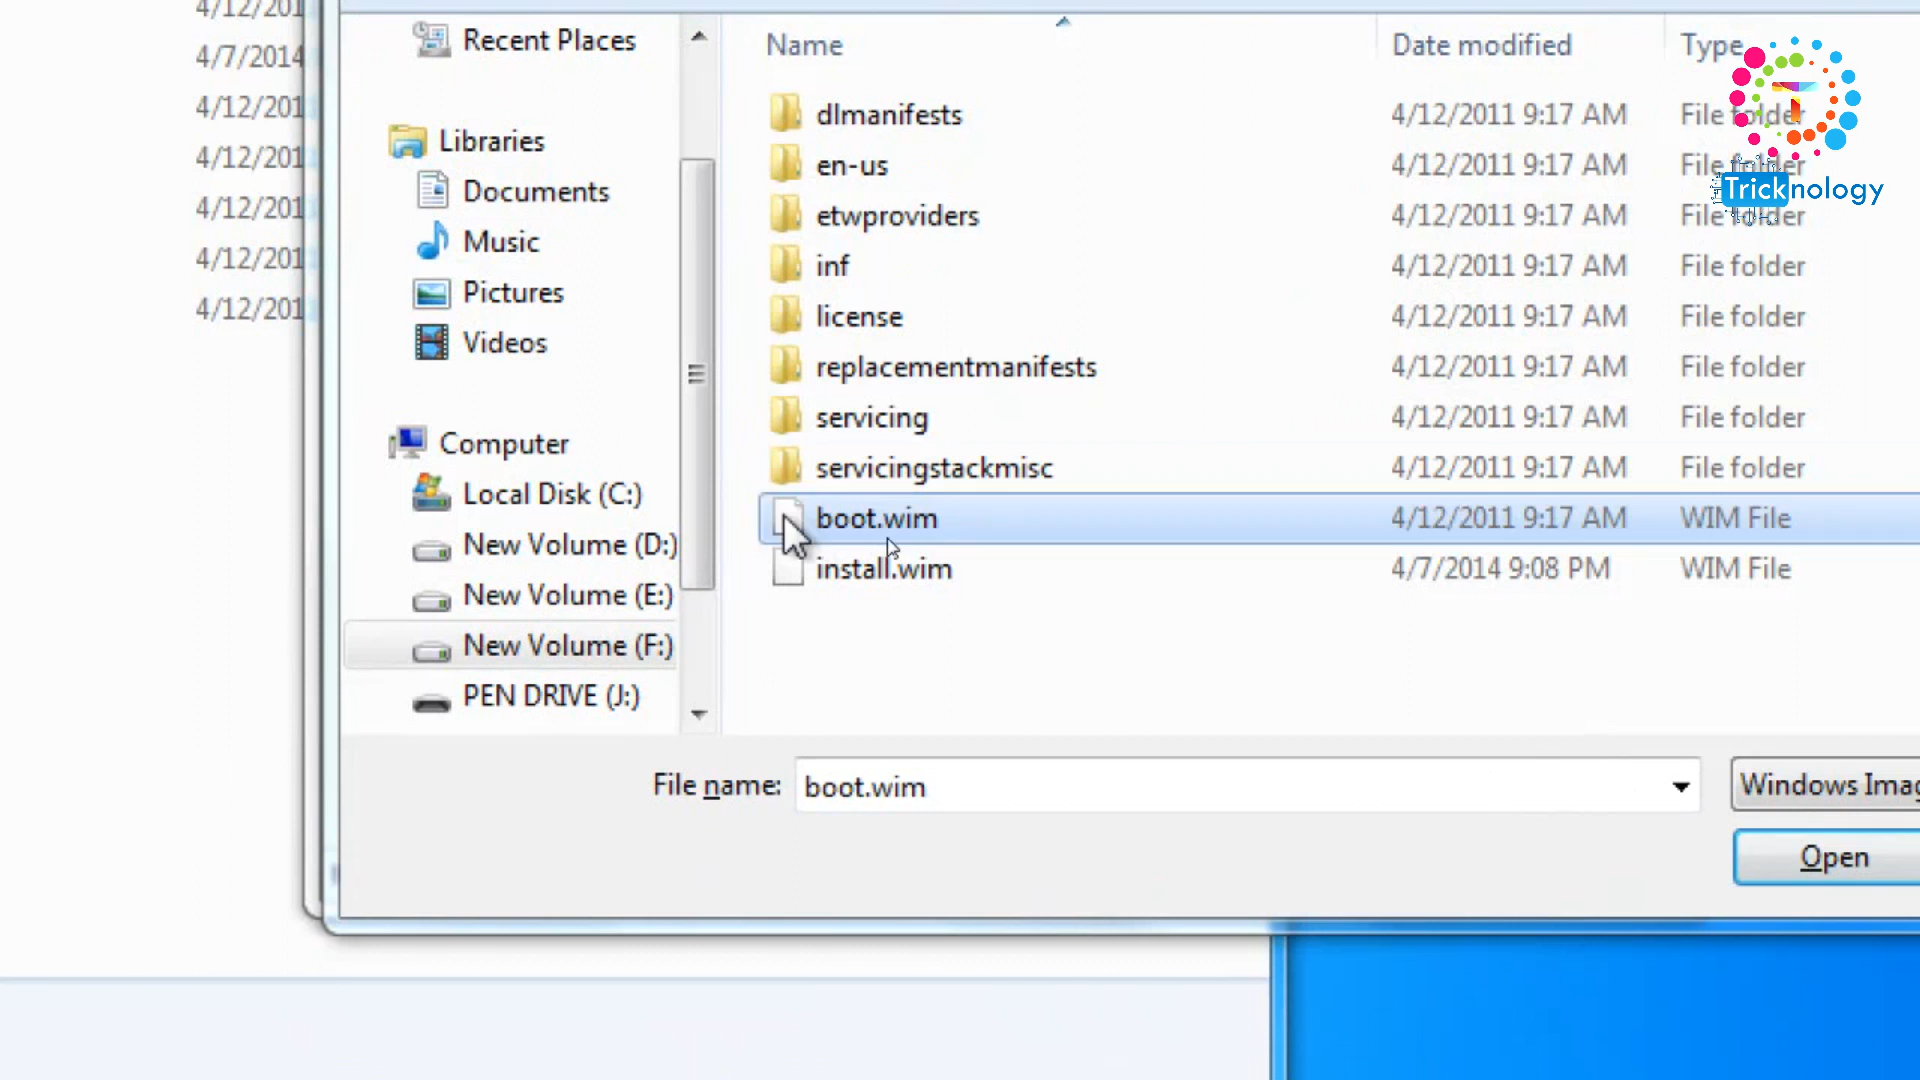 4/12/201
4/7/2014
4/12/201
4/12/201
4/12/201
4/12/201
4/12/201
Recent Places
Libraries
Documents
Music
Pictures
Videos
Computer
Local Disk (C:)
New Volume (D:)
New Volume (E:)
New Volume (F:)
PEN DRIVE (J:)
Name Date modified Type
dlmanifests 4/12/2011 9:17 AM File folder
en-us 4/12/2011 9:17 AM File folder
etwproviders 4/12/2011 9:17 AM File folder
inf 4/12/2011 9:17 AM File folder
license 4/12/2011 9:17 AM File folder
replacementmanifests 4/12/2011 9:17 AM File folder
servicing 4/12/2011 9:17 AM File folder
servicingstackmisc 4/12/2011 9:17 AM File folder
boot.wim 4/12/2011 9:17 AM WIM File
install.wim 4/7/2014 9:08 PM WIM File
File name: boot.wim Windows Imag
Open
Tricknology